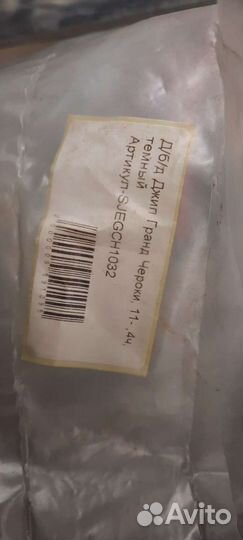 Д/б/д Джип Гранд Чероки, 11- ,4ч,
темный
Артикул-SJEGCH1032
Avito